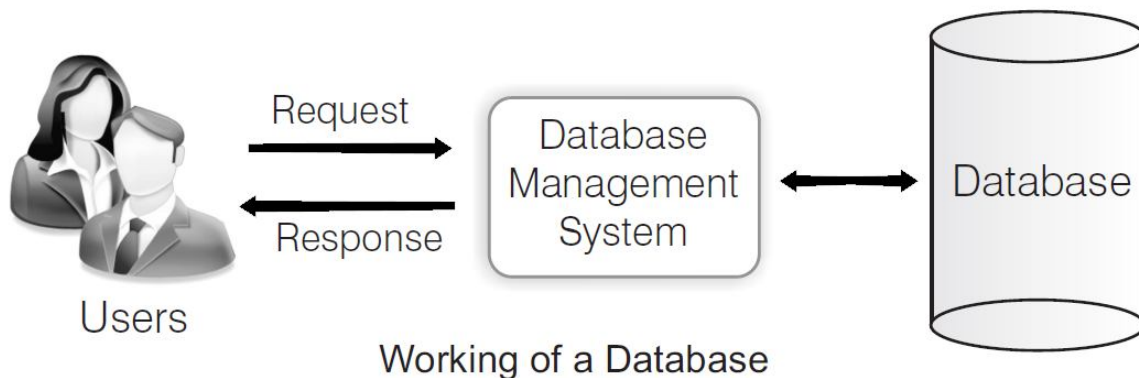 Request
Response
Users
Database
Management
System
Database
Working of a Database